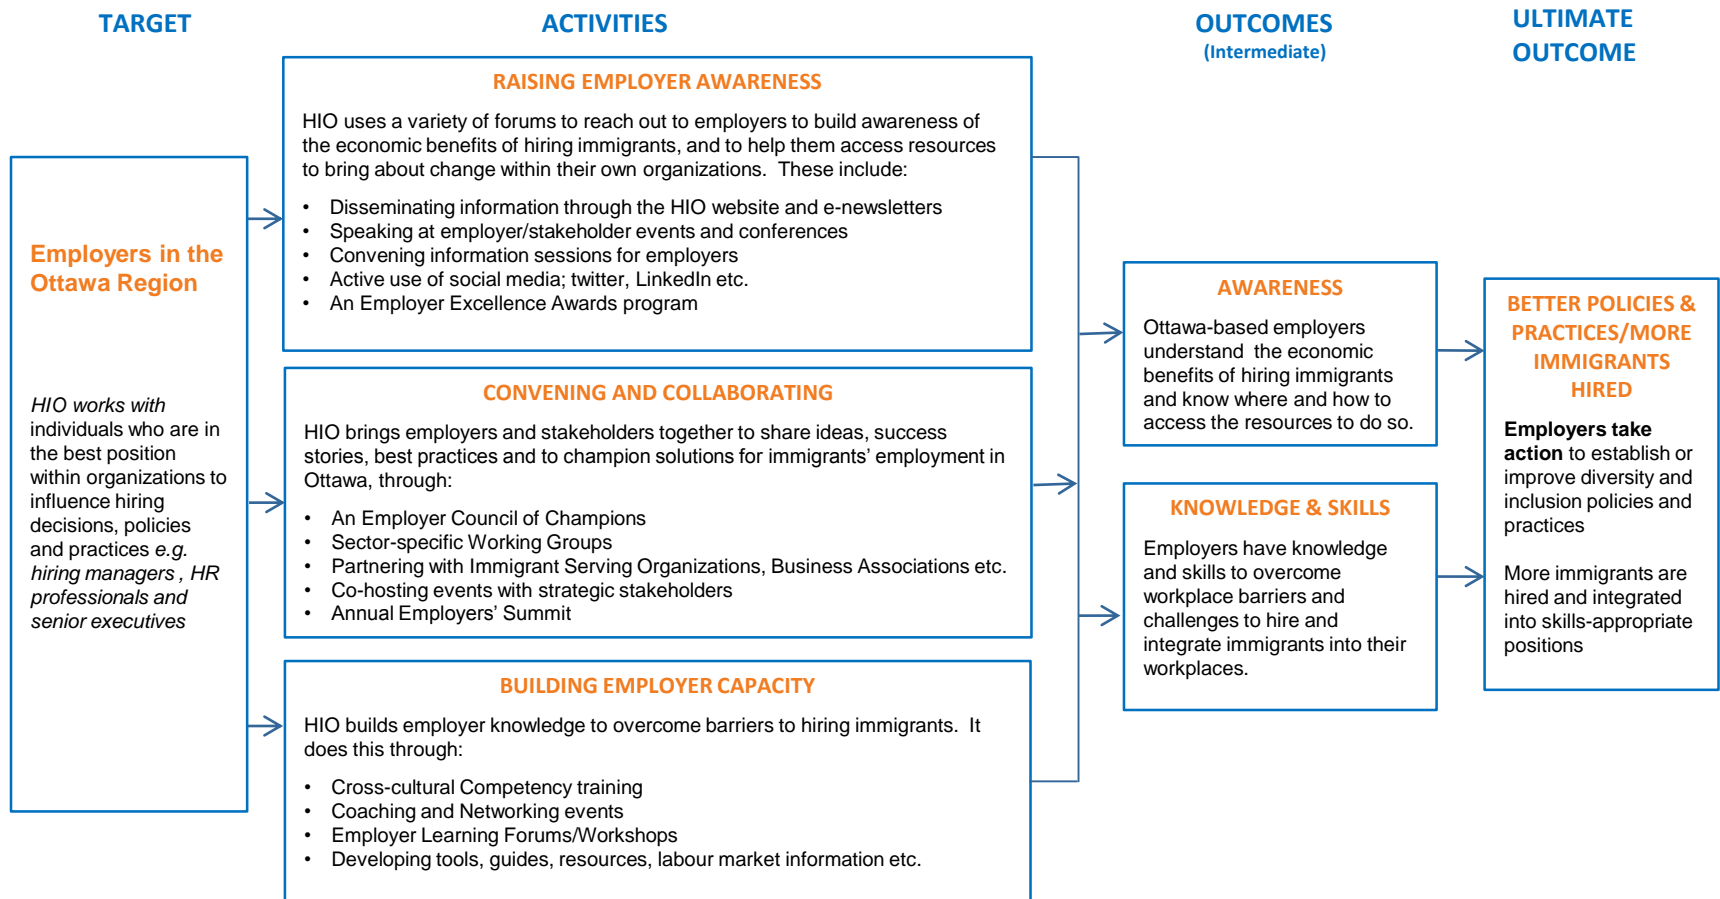 TARGET
ACTIVITIES
OUTCOMES
(Intermediate)
ULTIMATE
OUTCOME
Employers in the
Ottawa Region
HIO works with
individuals who are in
the best position
within organizations to
influence hiring
decisions, policies
and practices e.g.
hiring managers , HR
professionals and
senior executives
RAISING EMPLOYER AWARENESS
HIO uses a variety of forums to reach out to employers to build awareness of
the economic benefits of hiring immigrants, and to help them access resources
to bring about change within their own organizations.  These include:
• Disseminating information through the HIO website and e-newsletters
• Speaking at employer/stakeholder events and conferences
• Convening information sessions for employers
• Active use of social media; twitter, LinkedIn etc.
• An Employer Excellence Awards program
CONVENING AND COLLABORATING
HIO brings employers and stakeholders together to share ideas, success
stories, best practices and to champion solutions for immigrants’ employment in
Ottawa, through:
• An Employer Council of Champions
• Sector-specific Working Groups
• Partnering with Immigrant Serving Organizations, Business Associations etc.
• Co-hosting events with strategic stakeholders
• Annual Employers’ Summit
BUILDING EMPLOYER CAPACITY
HIO builds employer knowledge to overcome barriers to hiring immigrants.  It
does this through:
• Cross-cultural Competency training
• Coaching and Networking events
• Employer Learning Forums/Workshops
• Developing tools, guides, resources, labour market information etc.
AWARENESS
Ottawa-based employers
understand  the economic
benefits of hiring immigrants
and know where and how to
access the resources to do so.
KNOWLEDGE & SKILLS
Employers have knowledge
and skills to overcome
workplace barriers and
challenges to hire and
integrate immigrants into their
workplaces.
BETTER POLICIES &
PRACTICES/MORE
IMMIGRANTS
HIRED
Employers take
action to establish or
improve diversity and
inclusion policies and
practices
More immigrants are
hired and integrated
into skills-appropriate
positions